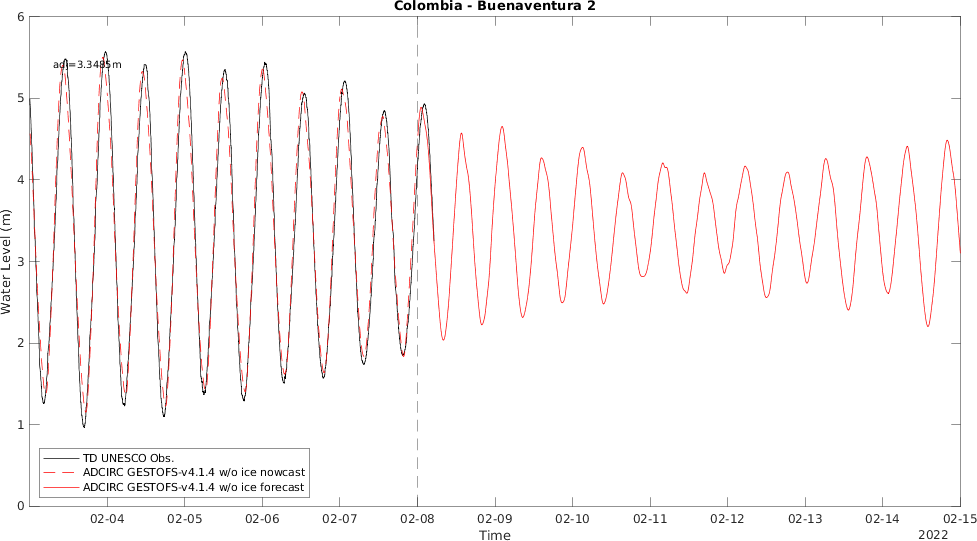 Colombia - Buenaventura 2
6
adj=3.3485m
5
4
3
2
1
0
Water Level (m)
TD UNESCO Obs.
ADCIRC GESTOFS-v4.1.4 w/o ice nowcast
ADCIRC GESTOFS-v4.1.4 w/o ice forecast
02-04 02-05 02-06 02-07 02-08 02-09 02-10 02-11 02-12 02-13 02-14 02-15
Time
2022